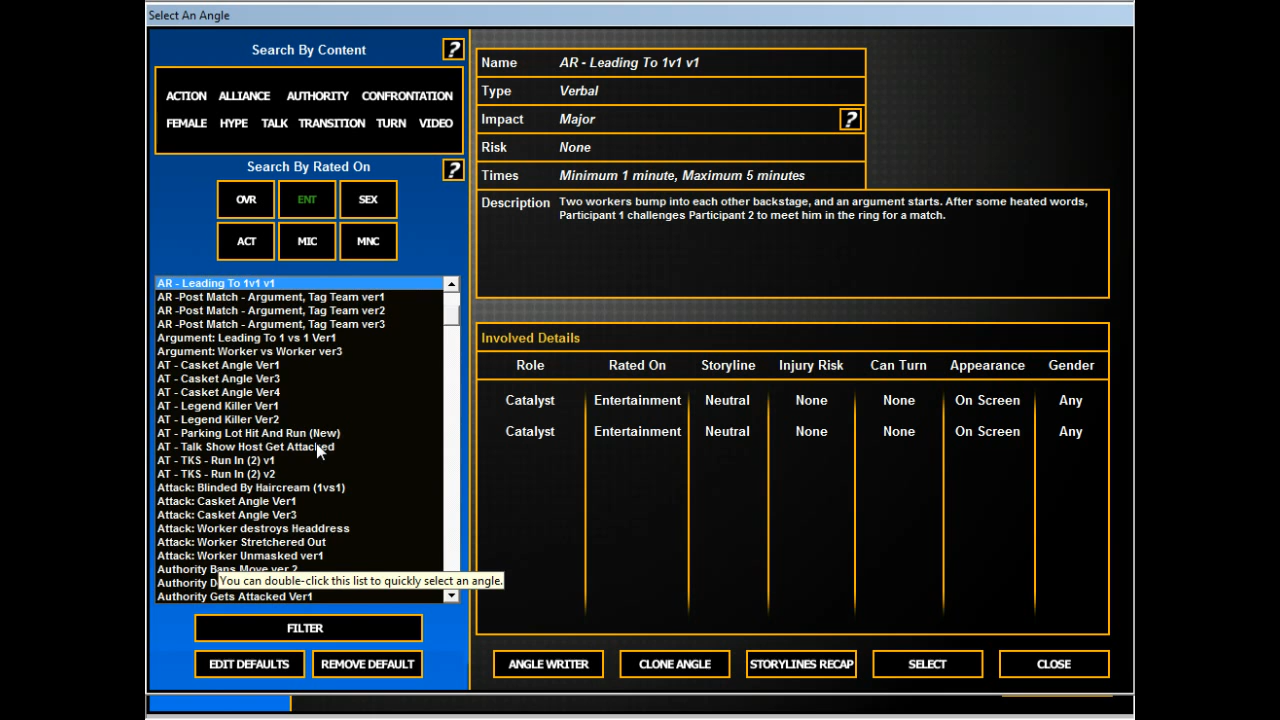 Select An Angle
Search By Content
?
ACTION ALLIANCE AUTHORITY CONFRONTATION
FEMALE HYPE TALK TRANSITION TURN VIDEO
Search By Rated On
?
OVR ENT SEX
ACT MIC MNC
AR - Leading To 1v1 v1
AR -Post Match - Argument, Tag Team ver1
AR -Post Match - Argument, Tag Team ver2
AR -Post Match - Argument, Tag Team ver3
Argument: Leading To 1 vs 1 Ver1
Argument: Worker vs Worker ver3
AT - Casket Angle Ver1
AT - Casket Angle Ver3
AT - Casket Angle Ver4
AT - Legend Killer Ver1
AT - Legend Killer Ver2
AT - Parking Lot Hit And Run (New)
AT - Talk Show Host Get Attacked
AT - TKS - Run In (2) v1
AT - TKS - Run In (2) v2
Attack: Blinded By Haircream (1vs1)
Attack: Casket Angle Ver1
Attack: Casket Angle Ver3
Attack: Worker destroys Headdress
Attack: Worker Stretchered Out
Attack: Worker Unmasked ver1
Authority Bans Move ver 2
Authority D
You can double-click this list to quickly select an angle.
Authority Gets Attacked Ver1
FILTER
EDIT DEFAULTS REMOVE DEFAULT
Name AR - Leading To 1v1 v1
Type Verbal
Impact Major ?
Risk None
Times Minimum 1 minute, Maximum 5 minutes
Description Two workers bump into each other backstage, and an argument starts. After some heated words,
Participant 1 challenges Participant 2 to meet him in the ring for a match.
Involved Details
Role Rated On Storyline Injury Risk Can Turn Appearance Gender
Catalyst Entertainment Neutral None None On Screen Any
Catalyst Entertainment Neutral None None On Screen Any
ANGLE WRITER CLONE ANGLE STORYLINES RECAP SELECT CLOSE